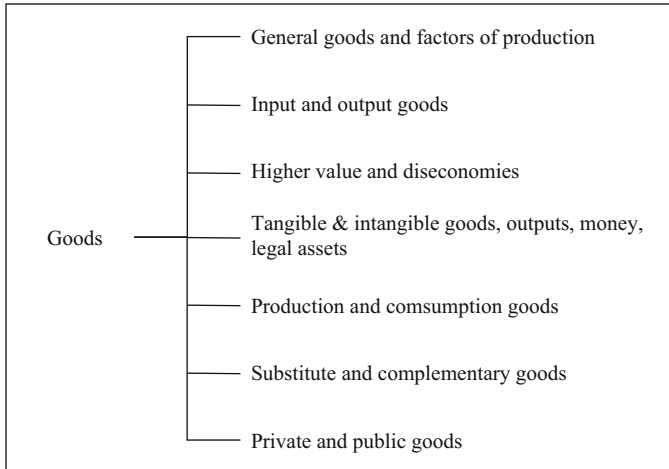 General goods and factors of production
Input and output goods
Higher value and diseconomies
Goods
Tangible & intangible goods, outputs, money,
legal assets
Production and comsumption goods
Substitute and complementary goods
Private and public goods